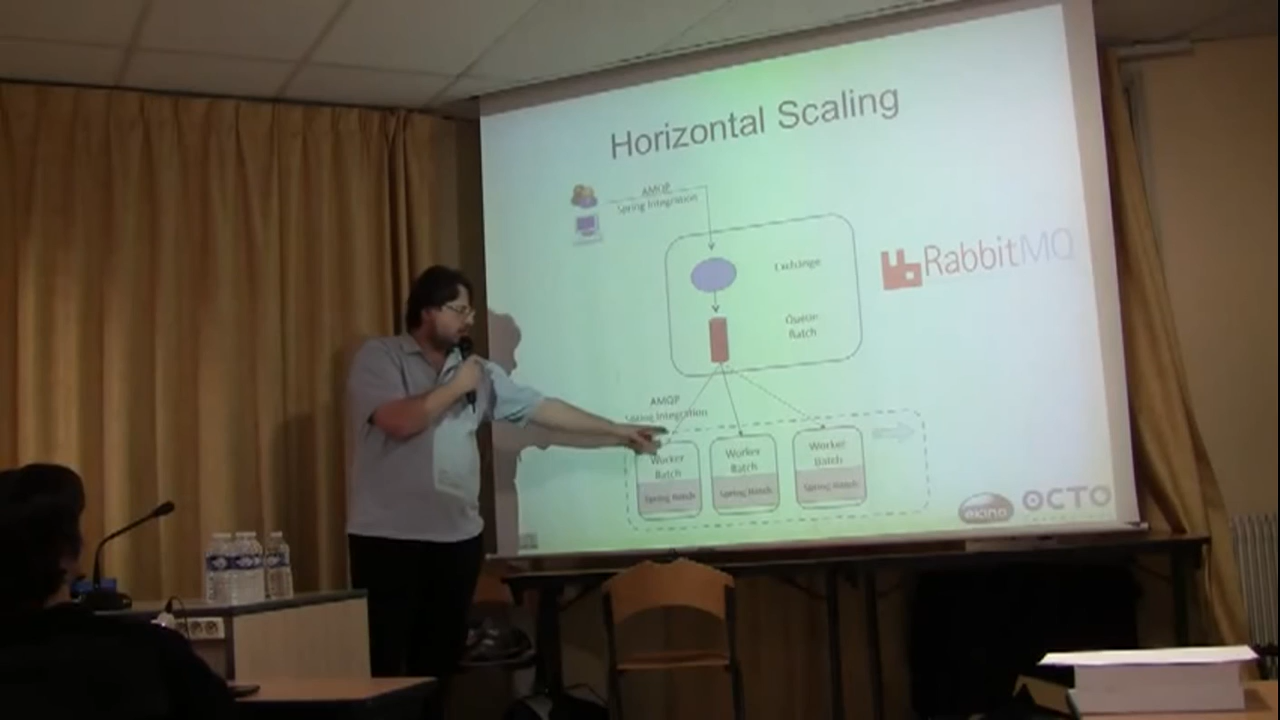 Horizontal Scaling
AMQP
Spring Integration
Exchange
RabbitMQ
Queue
Batch
AMQP
Spring Integration
Worker
Batch
Spring Batch
Worker
Batch
Spring Batch
Worker
Batch
Spring Batch
ekino
OCTO